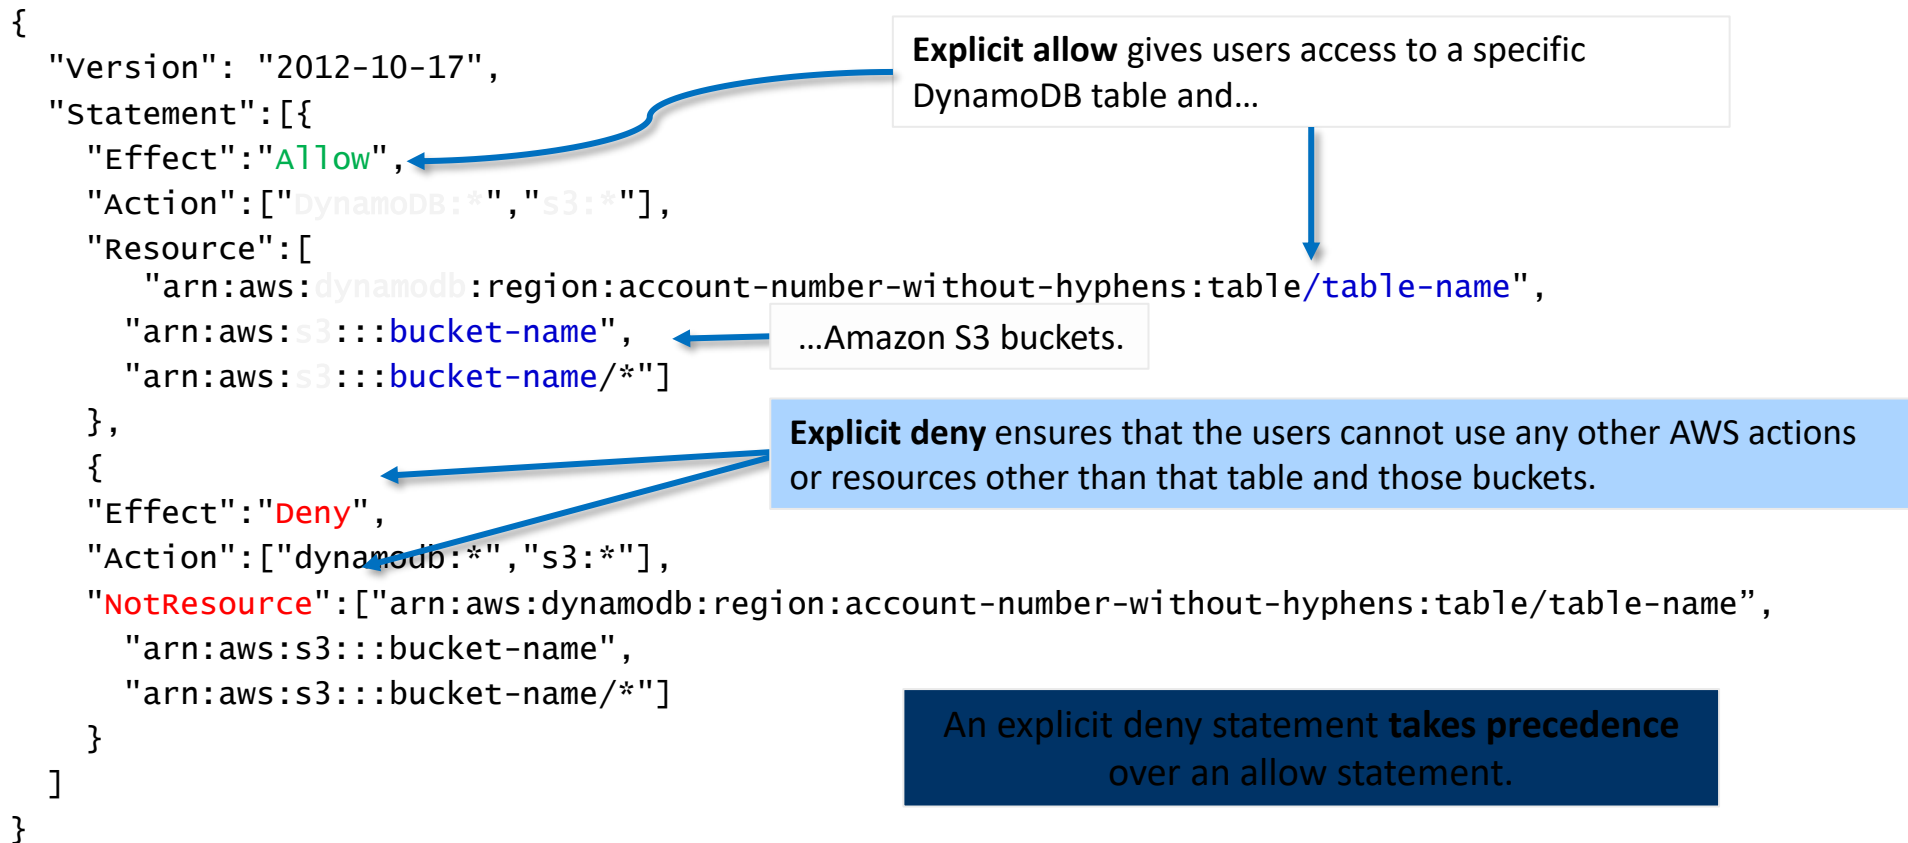 {
"Version": "2012-10-17",
"Statement":[{
"Effect":"Allow",
"Action":["DynamoDB:*","s3:*"],
"Resource":[
"arn:aws:dynamodb:region:account-number-without-hyphens:table/table-name",
"arn:aws:s3:::bucket-name",
"arn:aws:s3:::bucket-name/*"]
},
{
"Effect":"Deny",
"Action":["dynamodb:*","s3:*"],
"NotResource":["arn:aws:dynamodb:region:account-number-without-hyphens:table/table-name”,
"arn:aws:s3:::bucket-name",
"arn:aws:s3:::bucket-name/*"]
}
]
}
Explicit allow gives users access to a specific
DynamoDB table and…
…Amazon S3 buckets.
Explicit deny ensures that the users cannot use any other AWS actions
or resources other than that table and those buckets.
An explicit deny statement takes precedence
over an allow statement.